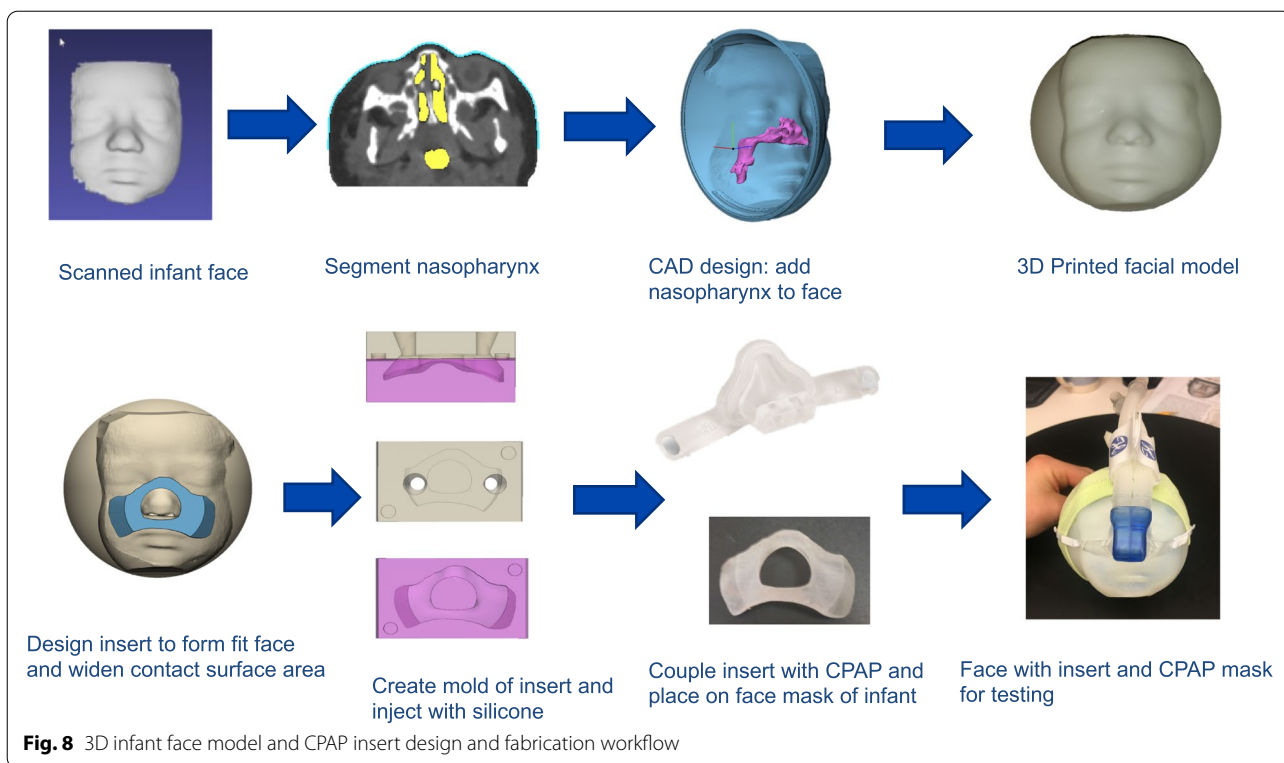 Scanned infant face
Segment nasopharynx
CAD design: add
nasopharynx to face
3D Printed facial model
Design insert to form fit face
and widen contact surface area
Create mold of insert and
inject with silicone
Couple insert with CPAP and
place on face mask of infant
Face with insert and CPAP mask
for testing
Fig. 8 3D infant face model and CPAP insert design and fabrication workflow